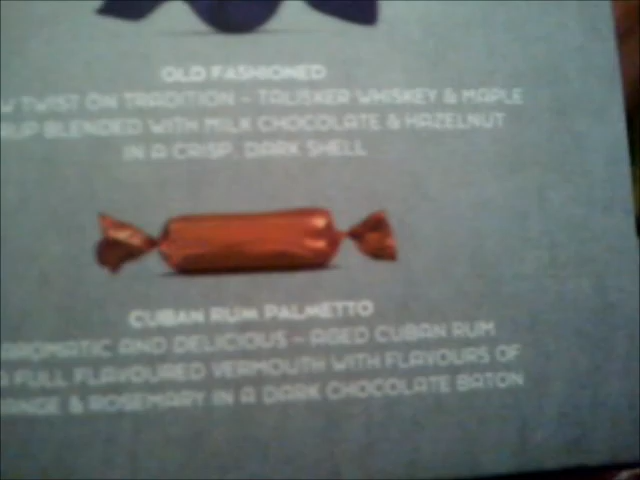 OLD FASHIONED
TWIST ON TRADITION - TALISKER WHISKEY & MAPLE
BLENDED WITH MILK CHOCOLATE & HAZELNUT
IN A CRISP, DARK SHELL
CUBAN RUM PALMETTO
AROMATIC AND DELICIOUS - AGED CUBAN RUM
FULL FLAVOURED VERMOUTH WITH FLAVOURS OF
& ROSEMARY IN A DARK CHOCOLATE BATON